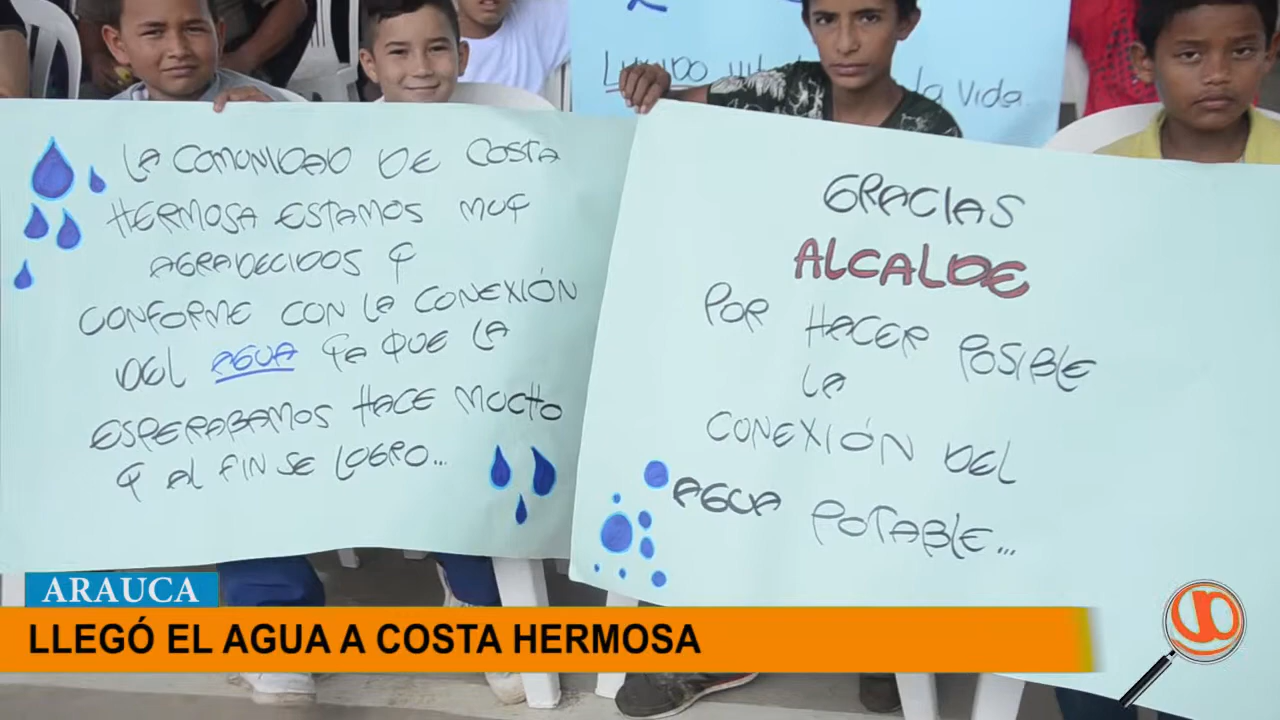 LA COMUNIDAD DE COSTA
HERMOSA ESTAMOS MUY
AGRADECIDOS Y
CONFORME CON LA CONEXIÓN
DEL AGUA YA QUE LA
ESPERABAMOS HACE MUCHO
Y AL FIN SE LOGRO...
la Vida.
GRACIAS
ALCALDE
POR HACER POSIBLE
LA
CONEXIÓN DEL
AGUA POTABLE...
ARAUCA
LLEGÓ EL AGUA A COSTA HERMOSA